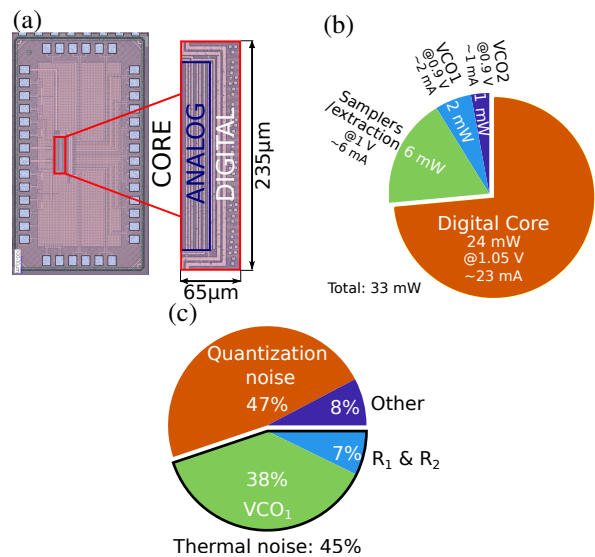 (a)
CORE
ANALOG
DIGITAL
235μm
65μm
(b)
Samplers
/extraction
@1 V
~6 mA
VCO1
@0.9 V
~2 mA
VCO2
@0.9 V
~1 mA
6 mW
2 mW
1 mW
Digital Core
24 mW
@1.05 V
~23 mA
Total: 33 mW
(c)
Quantization
noise
47%
8%
Other
7%
R₁ & R₂
38%
VCO₁
Thermal noise: 45%